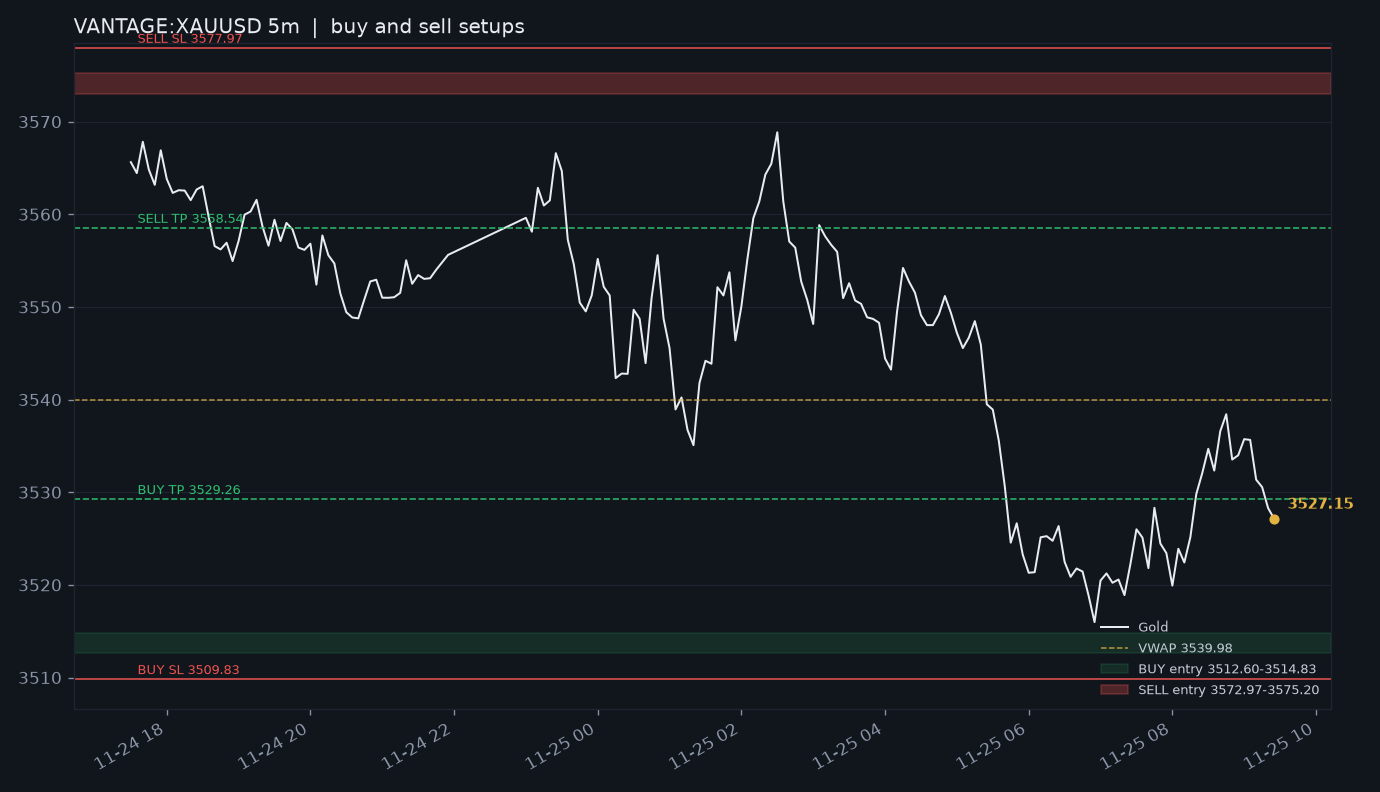 VANTAGE:XAUUSD 5m | buy and sell setups
SELL SL 3577.97
3570
3560
SELL TP 3558.54
3550
3540
3530
BUY TP 3529.26
3527.15
3520
3510
BUY SL 3509.83
Gold
VWAP 3539.98
BUY entry 3512.60-3514.83
SELL entry 3572.97-3575.20
11-24 18
11-24 20
11-24 22
11-25 00
11-25 02
11-25 04
11-25 06
11-25 08
11-25 10